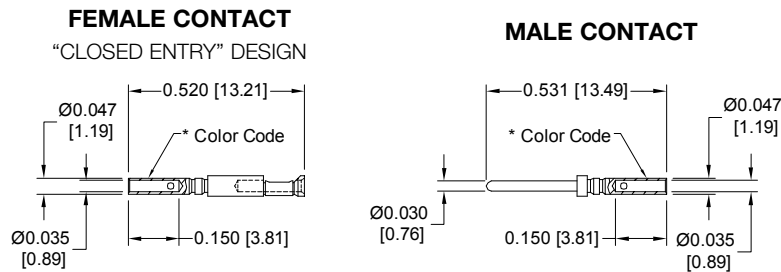 FEMALE CONTACT
“CLOSED ENTRY” DESIGN
0.520 [13.21]
Ø0.047
[1.19]
* Color Code
Ø0.035
[0.89]
0.150 [3.81]
MALE CONTACT
0.531 [13.49]
Ø0.047
[1.19]
* Color Code
Ø0.030
[0.76]
0.150 [3.81]
Ø0.035
[0.89]